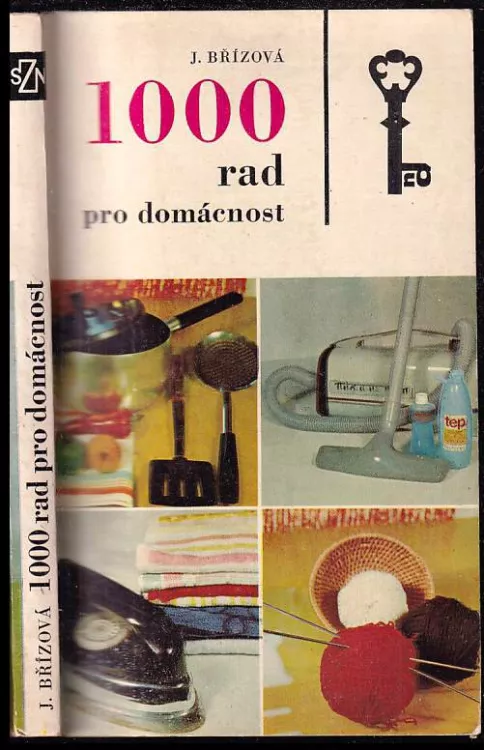 SZN
J. BŘÍZOVÁ 1000 rad pro domácnost
J. BŘÍZOVÁ
1000
rad
pro domácnost
tep